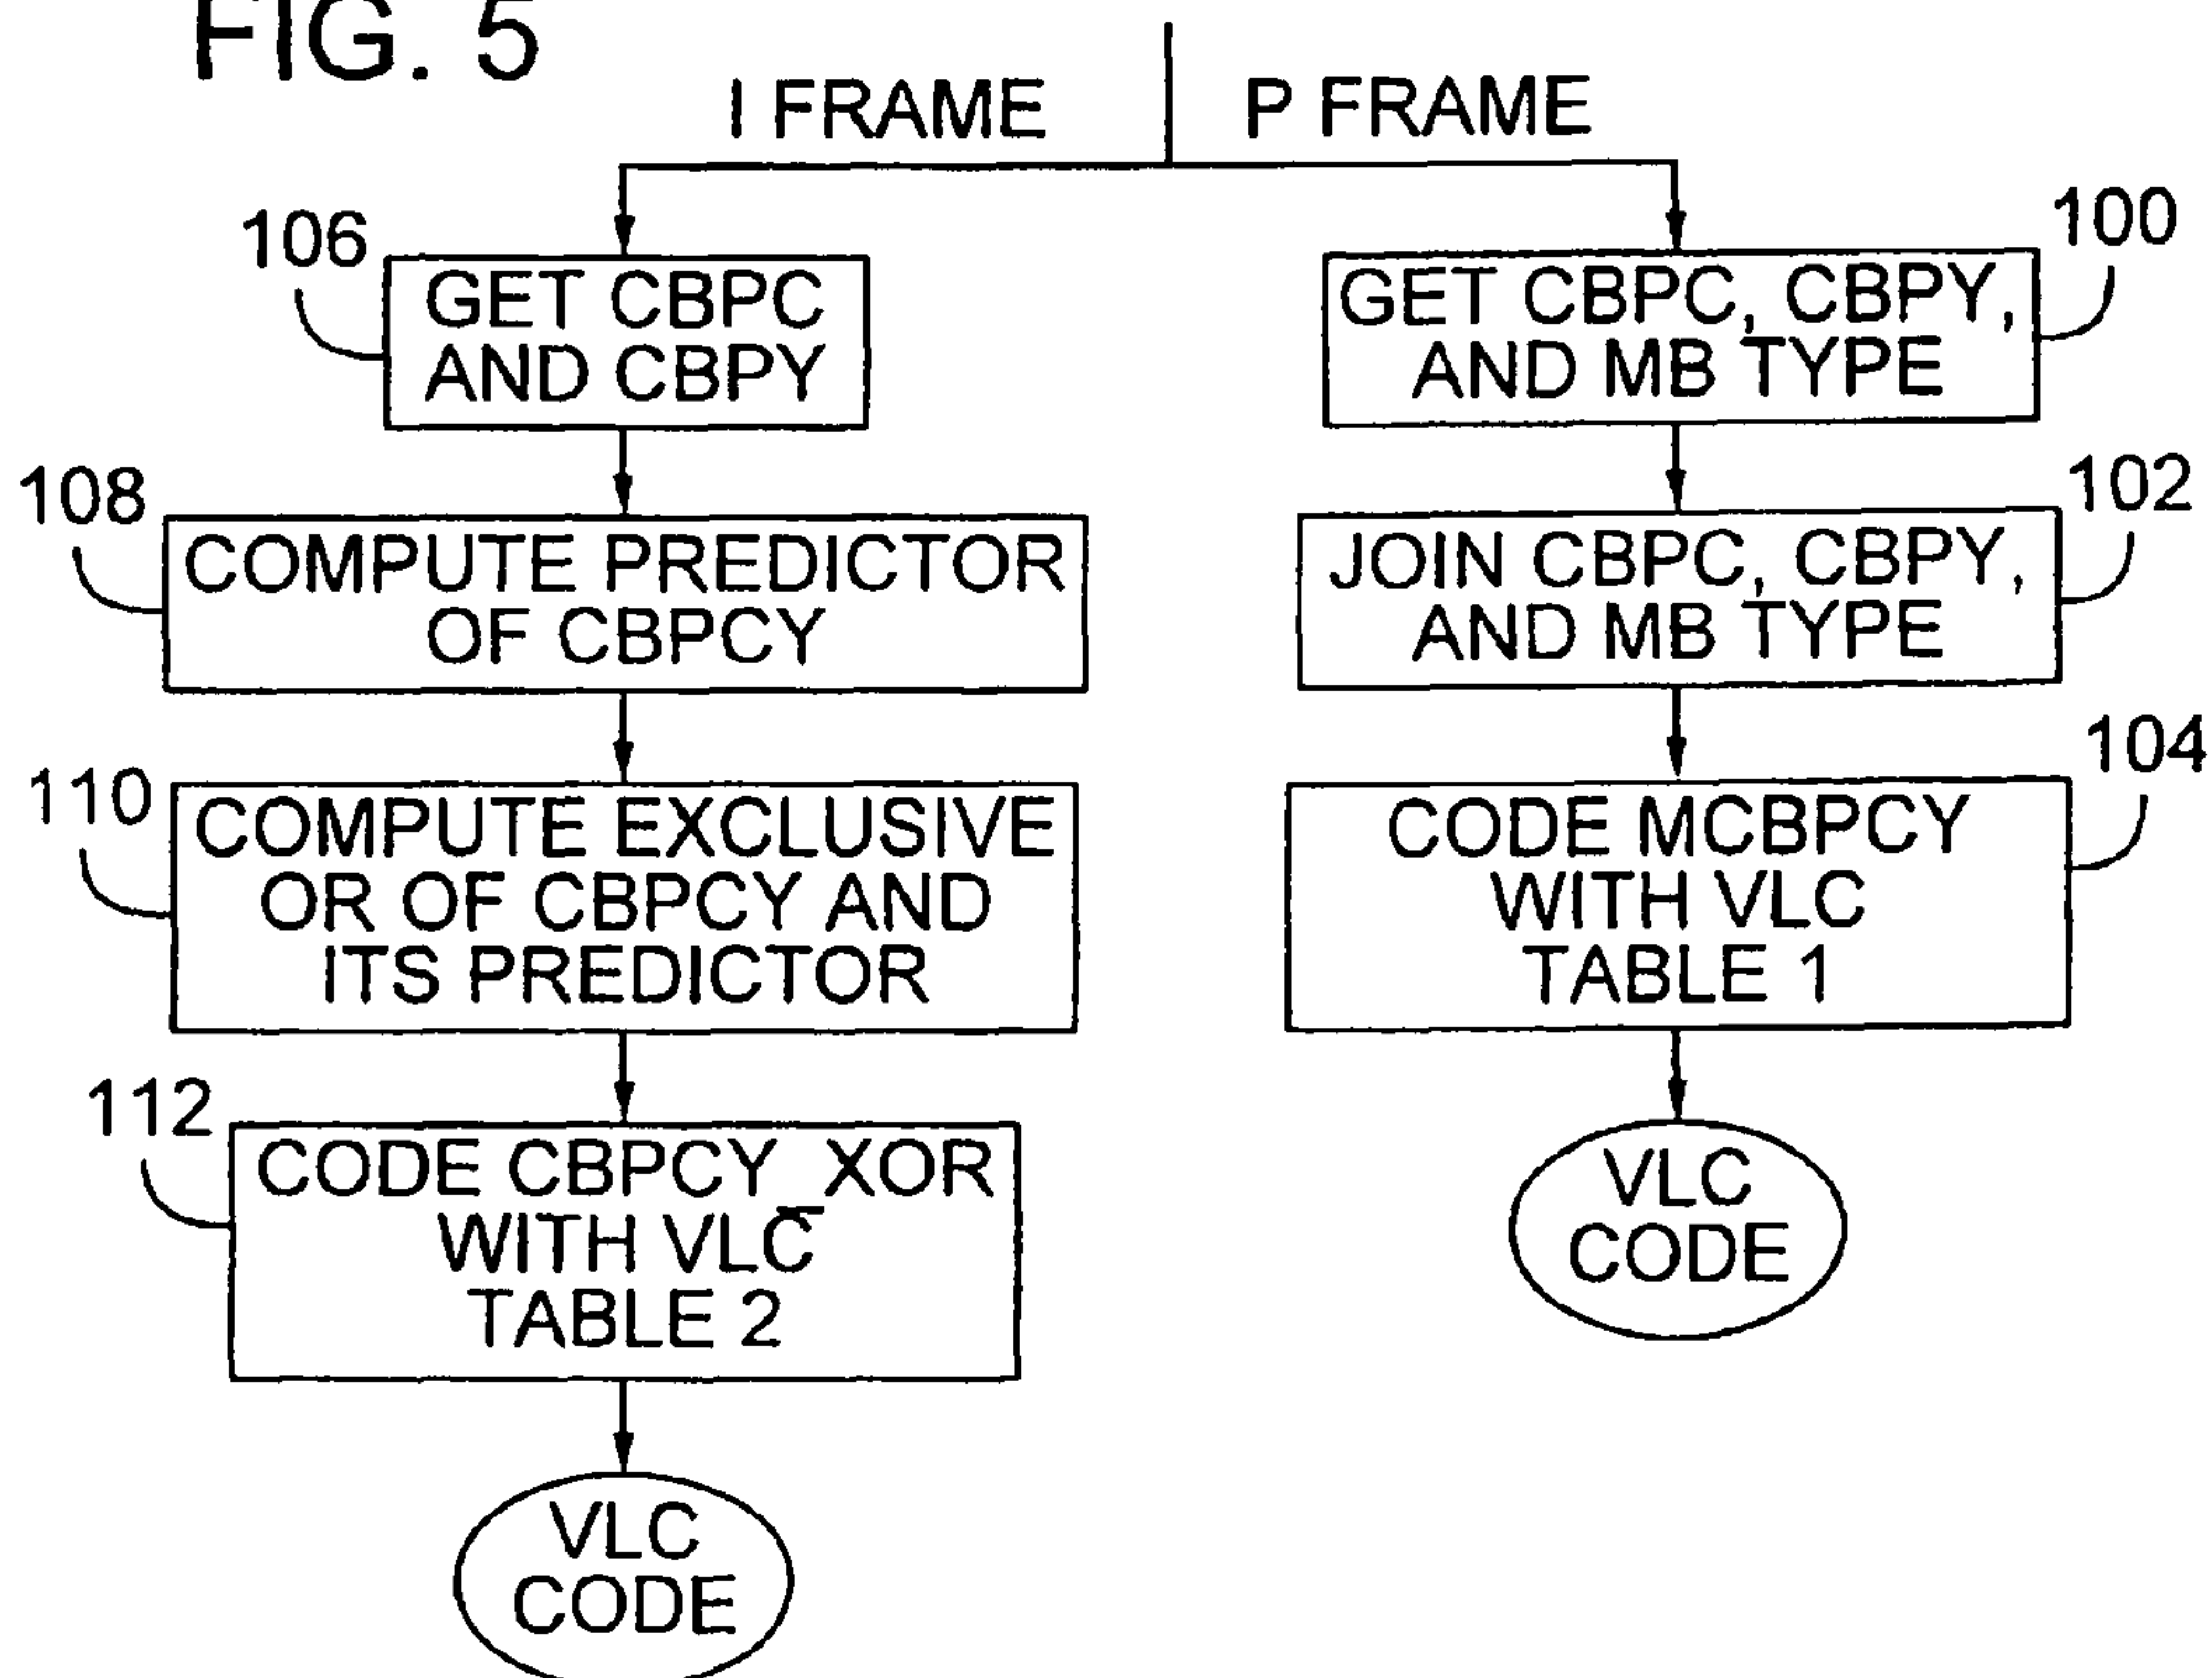 FIG. 5
I FRAME
P FRAME
106
GET CBPC
AND CBPY
108
COMPUTE PREDICTOR
OF CBPCY
110
COMPUTE EXCLUSIVE
OR OF CBPCY AND
ITS PREDICTOR
112
CODE CBPCY_XOR
WITH VLC
TABLE 2
VLC
CODE
100
GET CBPC, CBPY,
AND MB TYPE
102
JOIN CBPC, CBPY,
AND MB TYPE
104
CODE MCBPCY
WITH VLC
TABLE 1
VLC
CODE